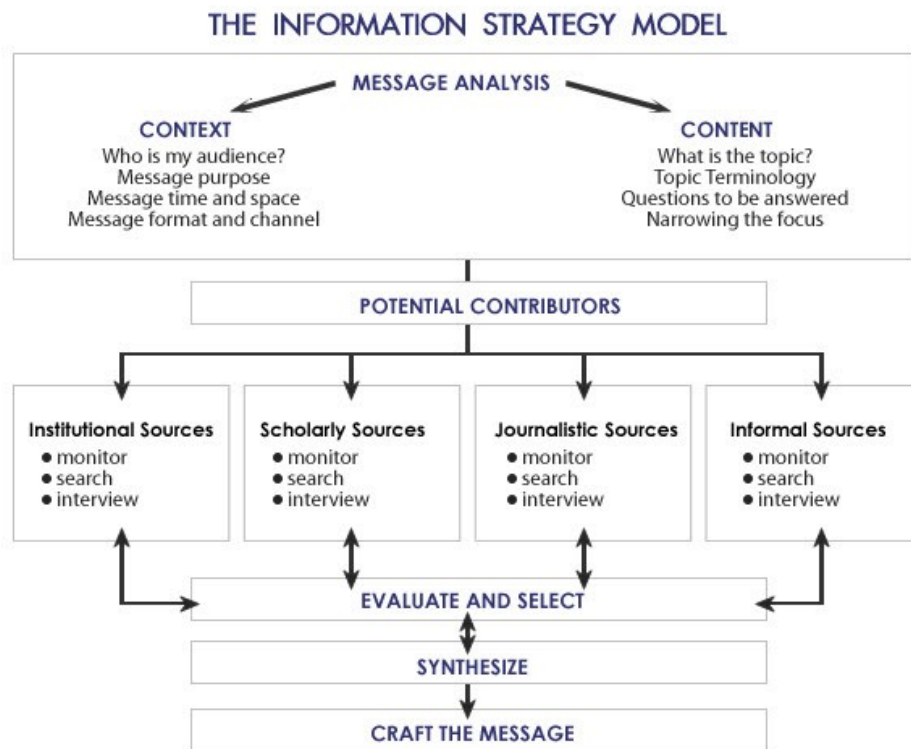 THE INFORMATION STRATEGY MODEL
MESSAGE ANALYSIS
CONTEXT
Who is my audience?
Message purpose
Message time and space
Message format and channel
CONTENT
What is the topic?
Topic Terminology
Questions to be answered
Narrowing the focus
POTENTIAL CONTRIBUTORS
Institutional Sources
● monitor
● search
● interview
Scholarly Sources
● monitor
● search
● interview
Journalistic Sources
● monitor
● search
● interview
Informal Sources
● monitor
● search
● interview
EVALUATE AND SELECT
SYNTHESIZE
CRAFT THE MESSAGE